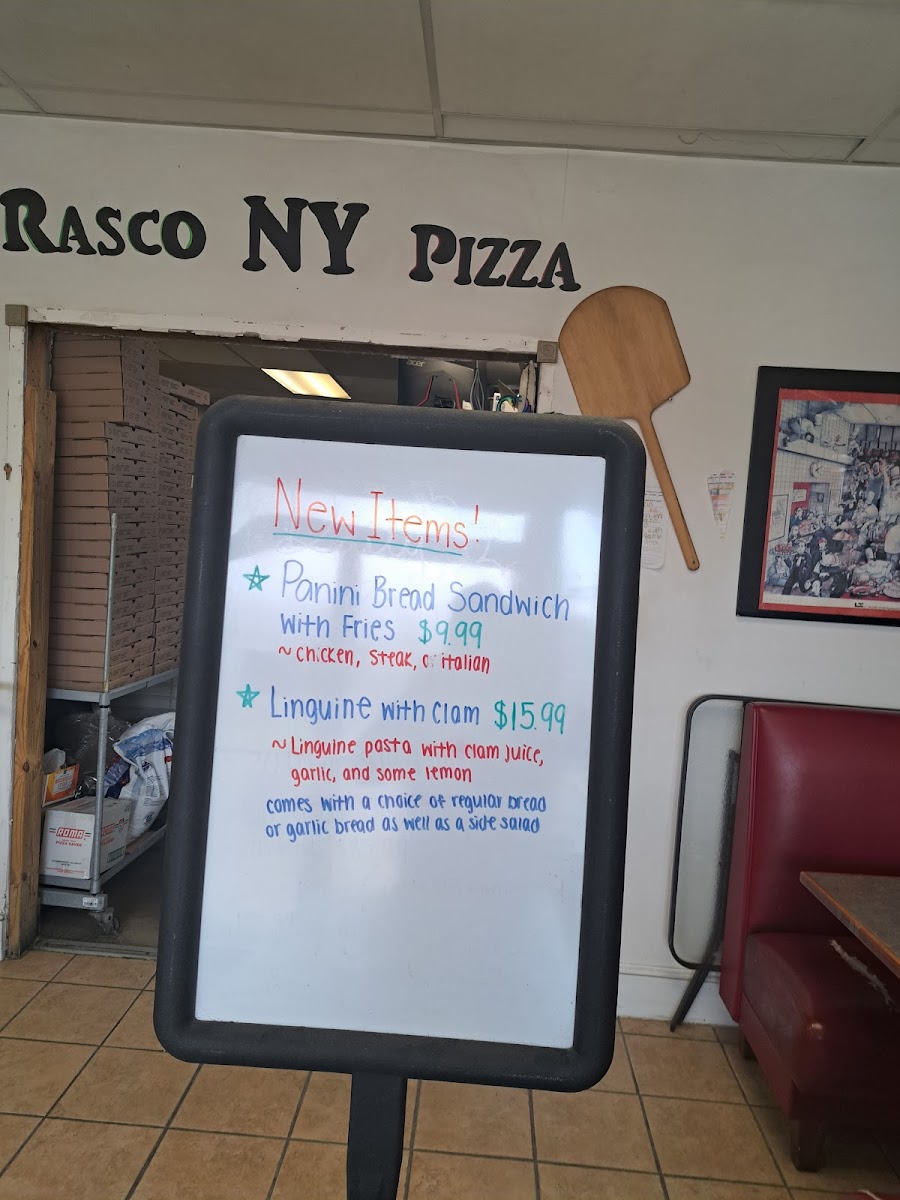 RASCO NY PIZZA
New Items!
Panini Bread Sandwich
with Fries $9.99
~ chicken, steak, or italian
Linguine with clam $15.99
~ Linguine pasta with clam juice,
garlic, and some lemon
comes with a choice of regular bread
or garlic bread as well as a side salad
acer
ROMA